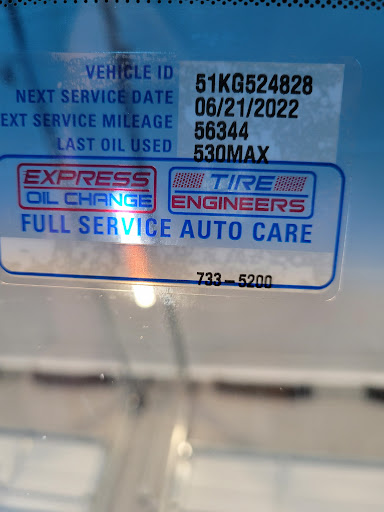 VEHICLE ID 51KG524828
NEXT SERVICE DATE 06/21/2022
EXT SERVICE MILEAGE 56344
LAST OIL USED 530MAX
EXPRESS OIL CHANGE
TIRE ENGINEERS
FULL SERVICE AUTO CARE
733-5200